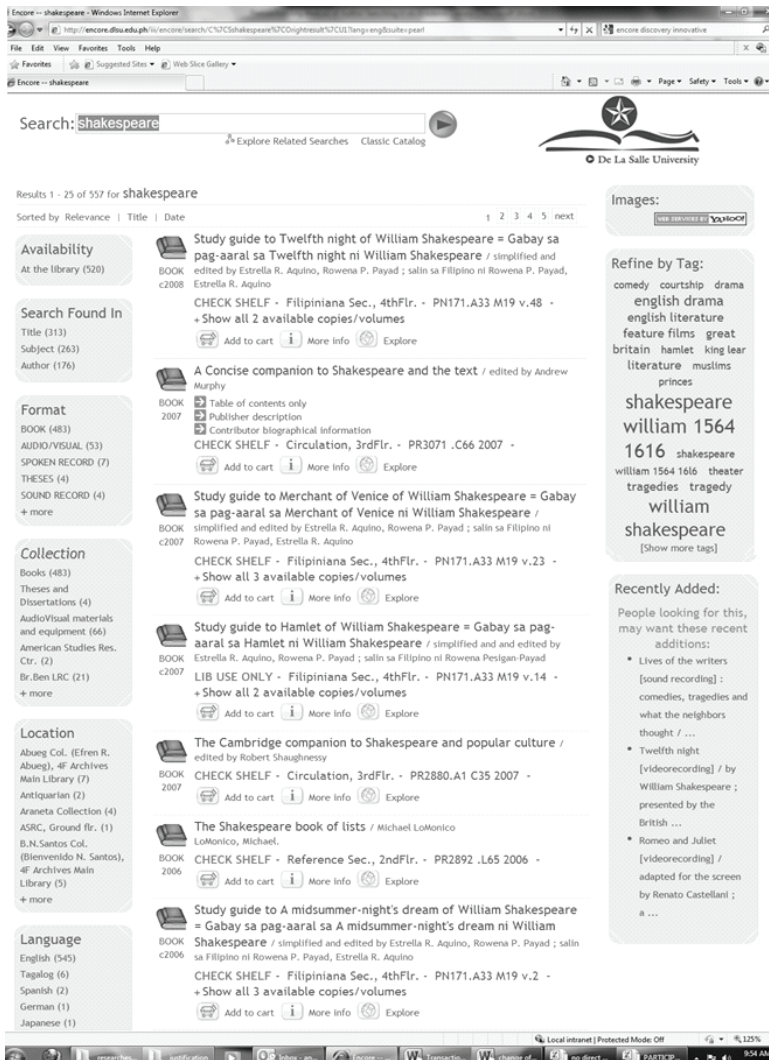 Encore -- shakespeare - Windows Internet Explorer
encore discovery innovative
File Edit View Favorites Tools Help
Favorites Suggested Sites Web Slice Gallery
Encore -- shakespeare
Page Safety Tools
Search: shakespeare
Explore Related Searches Classic Catalog
De La Salle University
Results 1 - 25 of 557 for shakespeare
Sorted by Relevance | Title | Date
1 2 3 4 5 next
Availability
At the library (520)
Search Found In
Title (313)
Subject (263)
Author (176)
Format
BOOK (483)
AUDIO/VISUAL (53)
SPOKEN RECORD (7)
THESES (4)
SOUND RECORD (4)
+ more
Collection
Books (483)
Theses and
Dissertations (4)
AudioVisual materials
and equipment (66)
American Studies Res.
Ctr. (2)
Br.Ben LRC (21)
+ more
Location
Abueg Col. (Efren R.
Abueg), 4F Archives
Main Library (7)
Antiquarian (2)
Araneta Collection (4)
ASRC, Ground flr. (1)
B.N.Santos Col.
(Bienvenido N. Santos),
4F Archives Main
Library (5)
+ more
Language
English (545)
Tagalog (6)
Spanish (2)
German (1)
Japanese (1)
BOOK
c2008
Study guide to Twelfth night of William Shakespeare = Gabay sa
pag-aaral sa Twelfth night ni William Shakespeare / simplified and
edited by Estrella R. Aquino, Rowena P. Payad ; salin sa Filipino ni Rowena P. Payad,
Estrella R. Aquino
CHECK SHELF - Filipiniana Sec., 4thFlr. - PN171.A33 M19 v.48 -
+ Show all 2 available copies/volumes
Add to cart More info Explore
BOOK
2007
A Concise companion to Shakespeare and the text / edited by Andrew
Murphy
Table of contents only
Publisher description
Contributor biographical information
CHECK SHELF - Circulation, 3rdFlr. - PR3071 .C66 2007 -
Add to cart More info Explore
BOOK
c2007
Study guide to Merchant of Venice of William Shakespeare = Gabay
sa pag-aaral sa Merchant of Venice ni William Shakespeare /
simplified and edited by Estrella R. Aquino, Rowena P. Payad ; salin sa Filipino ni
Rowena P. Payad, Estrella R. Aquino
CHECK SHELF - Filipiniana Sec., 4thFlr. - PN171.A33 M19 v.23 -
+ Show all 3 available copies/volumes
Add to cart More info Explore
BOOK
c2007
Study guide to Hamlet of William Shakespeare = Gabay sa pag-
aaral sa Hamlet ni William Shakespeare / simplified and and edited by
Estrella R. Aquino, Rowena P. Payad ; salin sa Filipino ni Rowena Pesigan-Payad
LIB USE ONLY - Filipiniana Sec., 4thFlr. - PN171.A33 M19 v.14 -
Add to cart More info Explore
BOOK
2007
The Cambridge companion to Shakespeare and popular culture /
edited by Robert Shaughnessy
CHECK SHELF - Circulation, 3rdFlr. - PR2880.A1 C35 2007 -
Add to cart More info Explore
BOOK
2006
The Shakespeare book of lists / Michael LoMonico
LoMonico, Michael.
CHECK SHELF - Reference Sec., 2ndFlr. - PR2892 .L65 2006 -
Add to cart More info Explore
BOOK
c2006
Study guide to A midsummer-night's dream of William Shakespeare
= Gabay sa pag-aaral sa A midsummer-night's dream ni William
Shakespeare / simplified and edited by Estrella R. Aquino, Rowena P. Payad ; salin
sa Filipino ni Rowena P. Payad, Estrella R. Aquino
CHECK SHELF - Filipiniana Sec., 4thFlr. - PN171.A33 M19 v.2 -
+ Show all 3 available copies/volumes
Add to cart More info Explore
Images:
WEB SERVICES BY YAHOO!
Refine by Tag:
comedy courtship drama
english drama
english literature
feature films great
britain hamlet king lear
literature muslims
princes
shakespeare
william 1564
1616 shakespeare
william 1564 1616 theater
tragedies tragedy
william
shakespeare
[Show more tags]
Recently Added:
People looking for this,
may want these recent
additions:
• Lives of the writers
[sound recording] :
comedies, tragedies and
what the neighbors
thought / ...
• Twelfth night
[videorecording] / by
William Shakespeare ;
presented by the
British ...
• Romeo and Juliet
[videorecording] /
adapted for the screen
by Renato Castellani ;
a ...
Local intranet | Protected Mode: Off 125%
researches... justification Inbox - an... Encore -- ... Transactio... change of... no direct ... PARTICIP... 9:54 AM